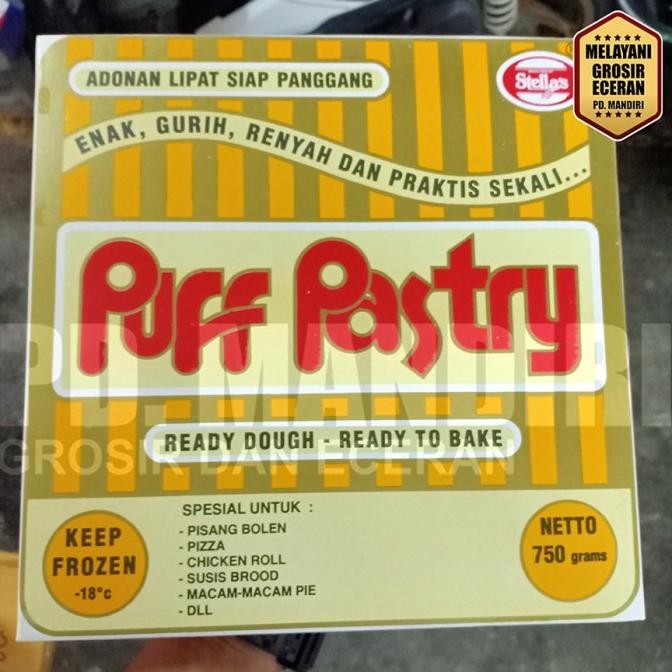 MELAYANI
GROSIR
ECERAN
PD. MANDIRI
Stella's
ADONAN LIPAT SIAP PANGGANG
ENAK, GURIH, RENYAH DAN PRAKTIS SEKALI...
Puff Pastry
PD. MANDIRI
READY DOUGH - READY TO BAKE
GROSIR DAN ECERAN
KEEP
FROZEN
-18°c
SPESIAL UNTUK :
- PISANG BOLEN
- PIZZA
- CHICKEN ROLL
- SUSIS BROOD
- MACAM-MACAM PIE
- DLL
NETTO
750 grams